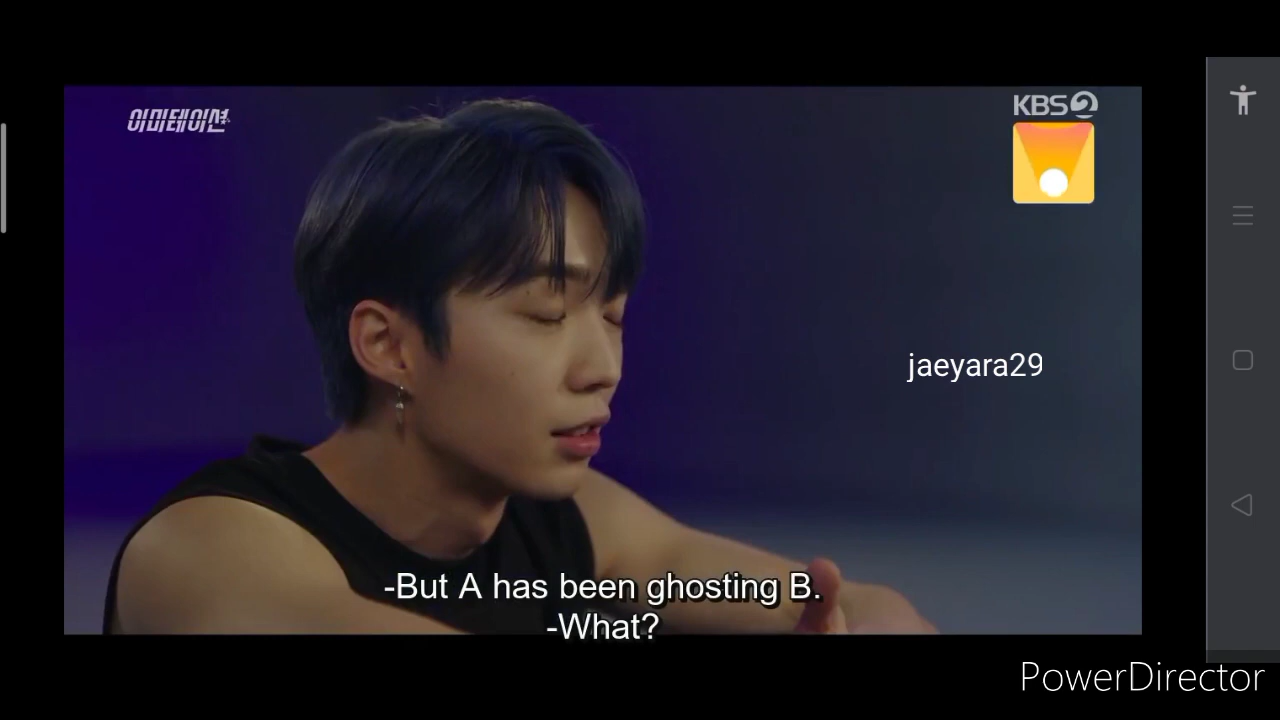 이미테이션
KBS2
jaeyara29
-But A has been ghosting B.
-What?
PowerDirector